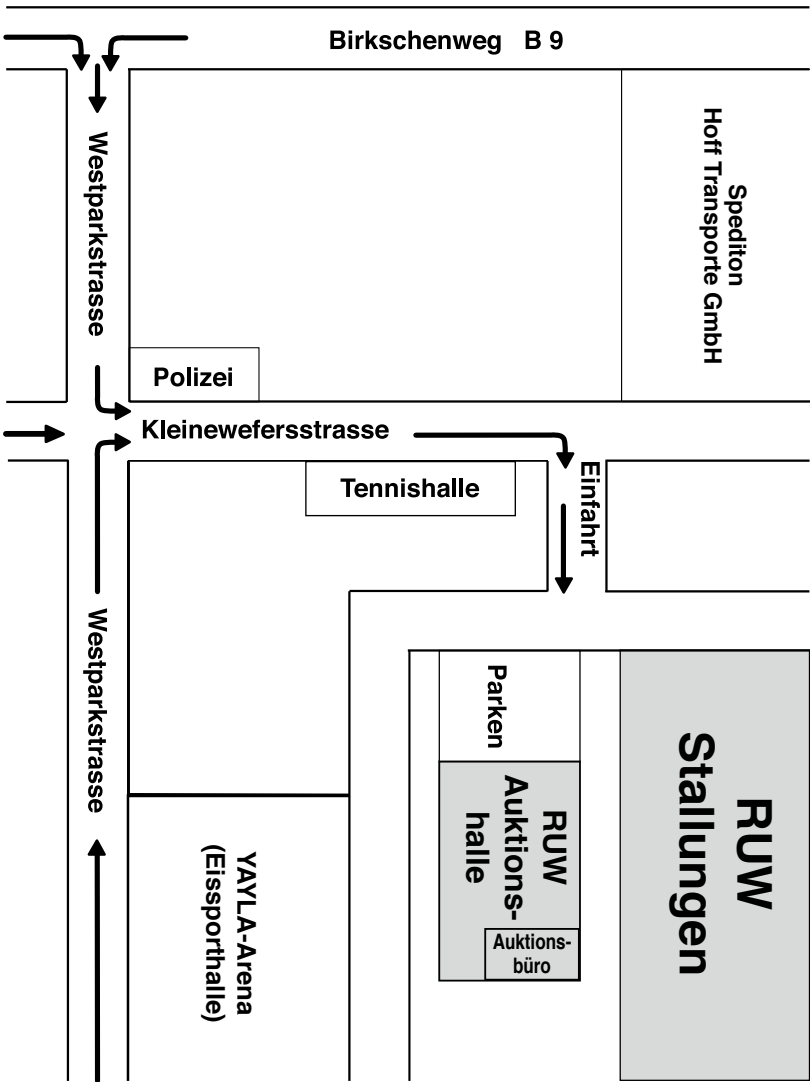 Birkschenweg B 9
Westparkstrasse
Spediton
Hoff Transporte GmbH
Polizei
Kleinewefersstrasse
Tennishalle
Einfahrt
Westparkstrasse
Parken
RUW
Auktions-
halle
Auktions-
büro
RUW
Stallungen
YAYLA-Arena
(Eissporthalle)